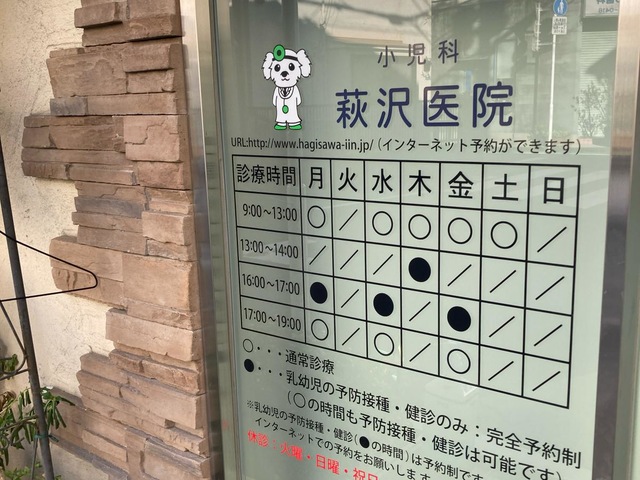 小児科
萩沢医院
URL:http://www.hagisawa-iin.jp/(インターネット予約ができます)
診療時間 月 火 水 木 金 土 日
9:00～13:00 ○ ／ ○ ○ ○ ○ ／
13:00～14:00 ／ ／ ／ ● ／ ／ ／
16:00～17:00 ● ／ ● ／ ● ／ ／
17:00～19:00 ○ ／ ○ ／ ○ ／ ／
○・・・通常診療
●・・・乳幼児の予防接種・健診のみ：完全予約制
(○の時間も予防接種・健診は可能です)
※乳幼児の予防接種・健診(●の時間)は予約制です
インターネットでの予約をお願いします
休診：火曜・日曜・祝日